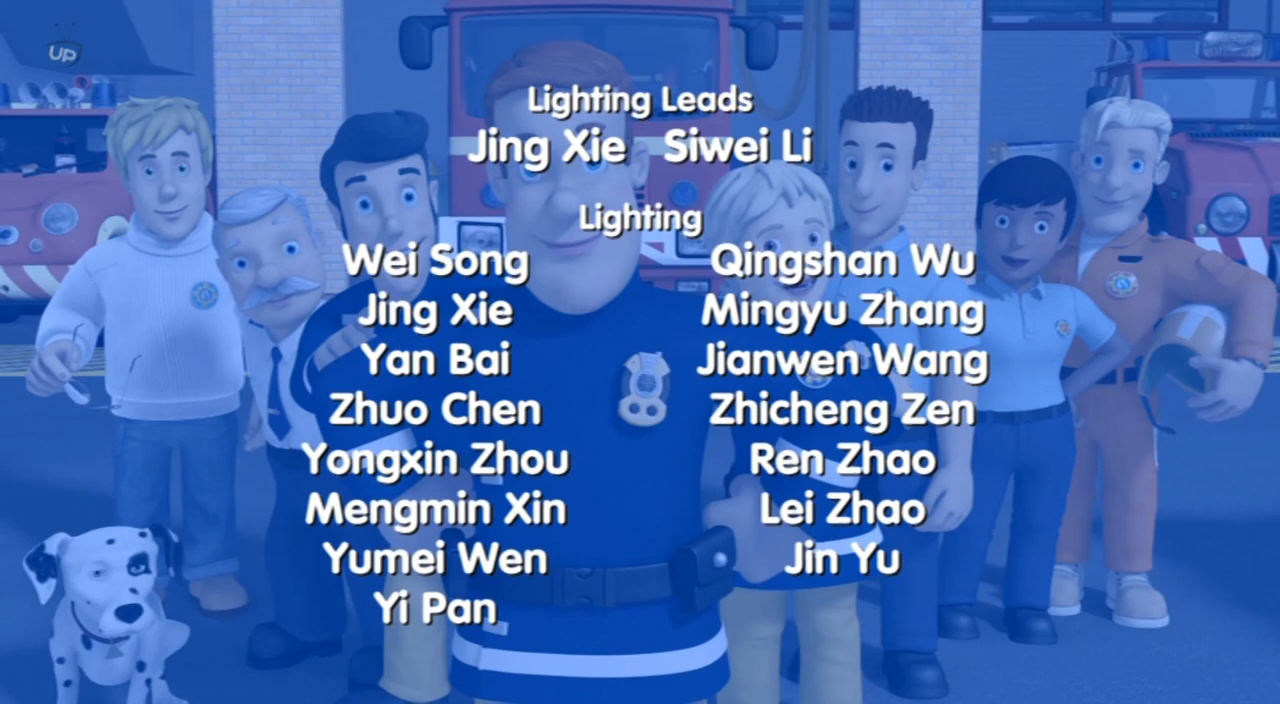 UP
Lighting Leads
Jing Xie Siwei Li
Lighting
Wei Song Qingshan Wu
Jing Xie Mingyu Zhang
Yan Bai Jianwen Wang
Zhuo Chen Zhicheng Zen
Yongxin Zhou Ren Zhao
Mengmin Xin Lei Zhao
Yumei Wen Jin Yu
Yi Pan